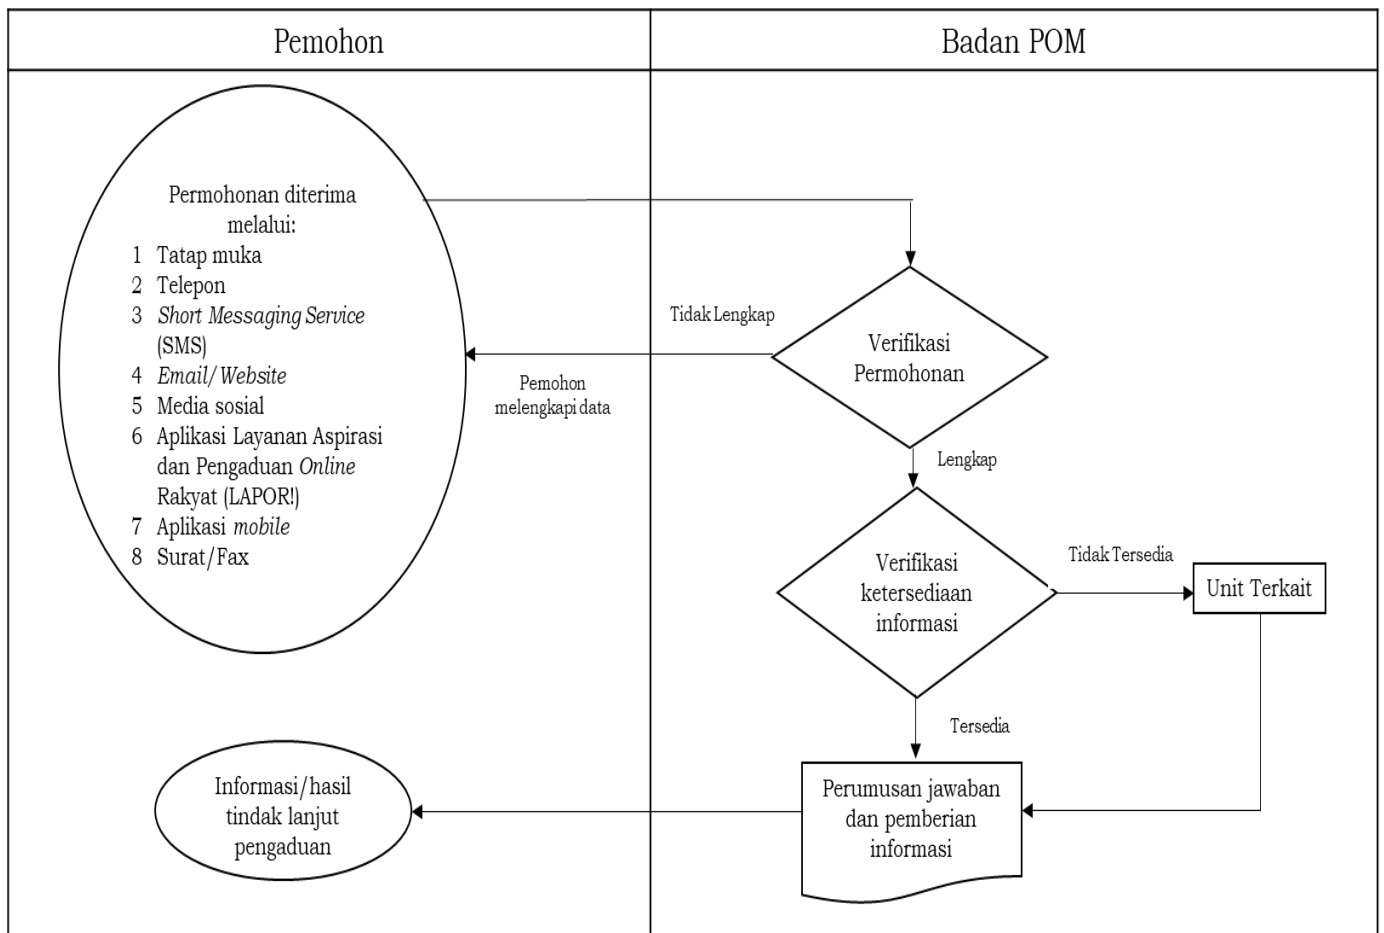 Pemohon
Badan POM
Permohonan diterima
melalui:
1 Tatap muka
2 Telepon
3 Short Messaging Service
(SMS)
4 Email/Website
5 Media sosial
6 Aplikasi Layanan Aspirasi
dan Pengaduan Online
Rakyat (LAPOR!)
7 Aplikasi mobile
8 Surat/Fax
Tidak Lengkap
Pemohon
melengkapi data
Verifikasi
Permohonan
Lengkap
Verifikasi
ketersediaan
informasi
Tidak Tersedia
Unit Terkait
Tersedia
Perumusan jawaban
dan pemberian
informasi
Informasi/hasil
tindak lanjut
pengaduan